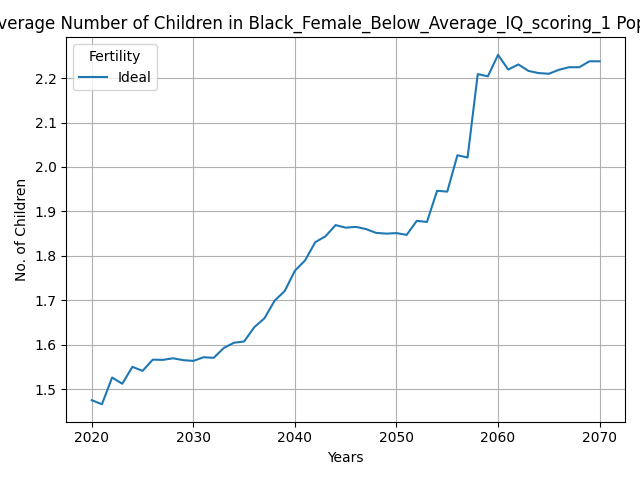 verage Number of Children in Black_Female_Below_Average_IQ_scoring_1 Pop
Fertility
Ideal
2.2
2.1
2.0
1.9
1.8
1.7
1.6
1.5
No. of Children
2020 2030 2040 2050 2060 2070
Years